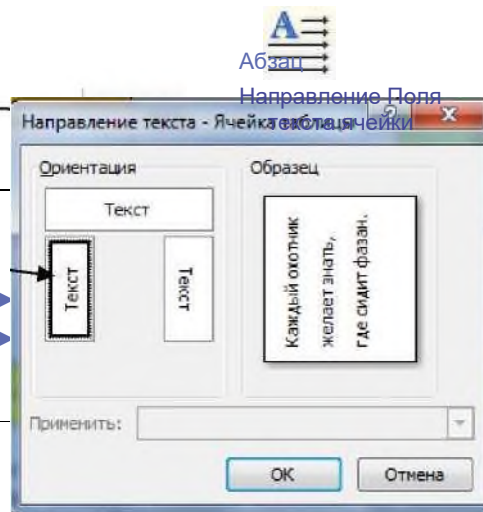 Абзац
Направление Поля
текста ячейки
Направление текста - Ячейка таблицы
Ориентация
Образец
Текст
Текст
Текст
Каждый охотник
желает знать,
где сидит фазан.
Применить:
ОК
Отмена